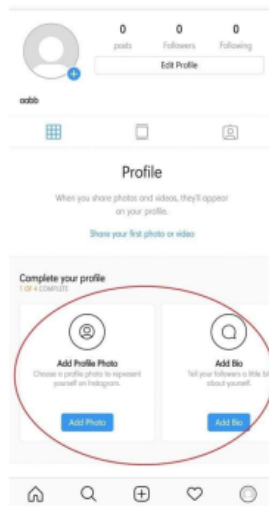 0 0 0
posts Followers Following
Edit Profile
aabb
Profile
When you share photos and videos, they'll appear
on your profile.
Share your first photo or video
Complete your profile
1 OF 4 COMPLETE
Add Profile Photo
Choose a profile photo to represent
yourself on Instagram.
Add Photo
Add Bio
Tell your followers a little bi
about yourself.
Add Bio